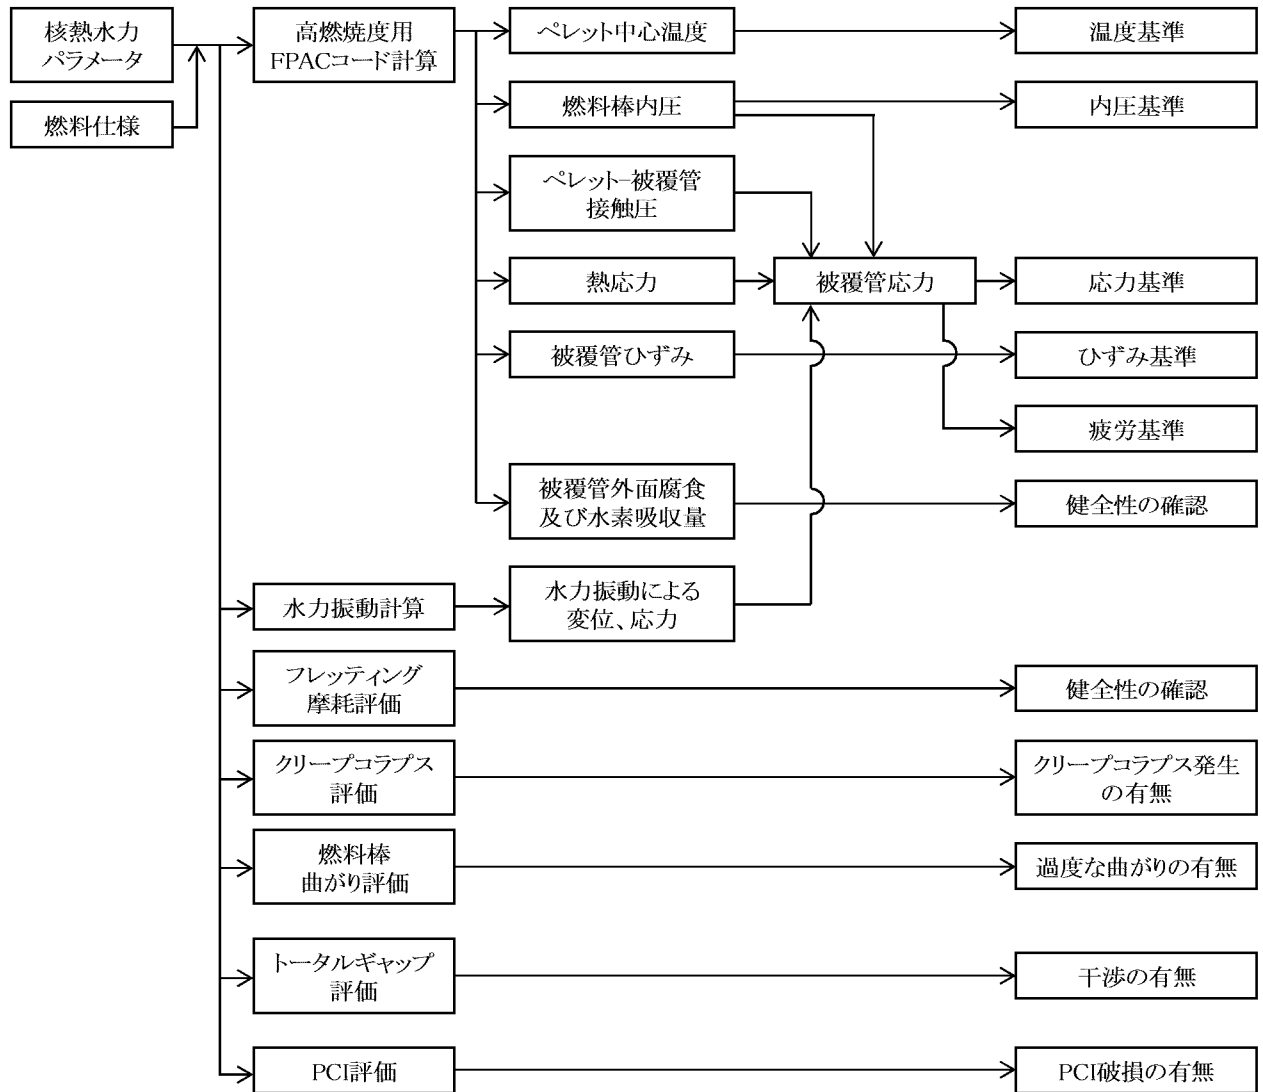 核熱水力
パラメータ
燃料仕様
高燃焼度用
FPACコード計算
ペレット中心温度
温度基準
燃料棒内圧
内圧基準
ペレット-被覆管
接触圧
熱応力
被覆管応力
応力基準
被覆管ひずみ
ひずみ基準
疲労基準
被覆管外面腐食
及び水素吸収量
健全性の確認
水力振動計算
水力振動による
変位、応力
フレッティング
摩耗評価
健全性の確認
クリープコラプス
評価
クリープコラプス発生
の有無
燃料棒
曲がり評価
過度な曲がりの有無
トータルギャップ
評価
干渉の有無
PCI評価
PCI破損の有無